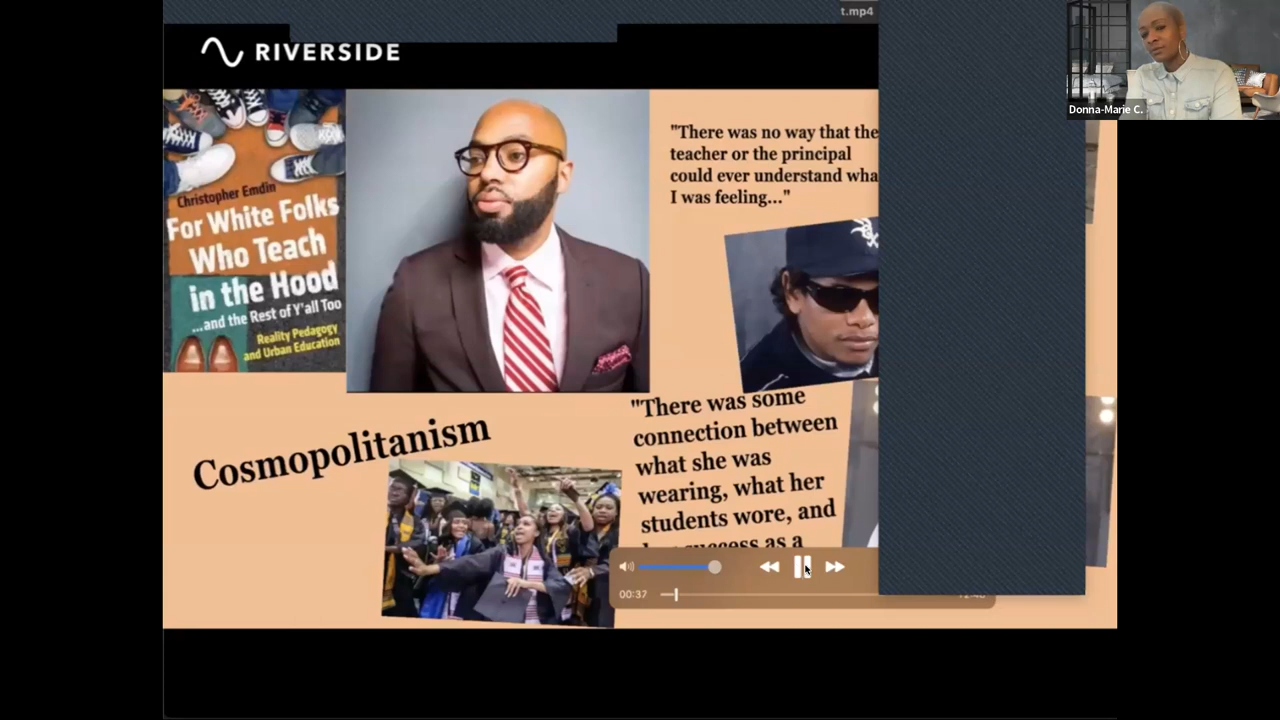 t.mp4
RIVERSIDE
Donna-Marie C.
Christopher Emdin
For White Folks
Who Teach
in the Hood
...and the Rest of Y'all Too
Reality Pedagogy
and Urban Education
"There was no way that the
teacher or the principal
could ever understand wha
I was feeling..."
Cosmopolitanism
"There was some
connection between
what she was
wearing, what her
students wore, and
success as a
00:37